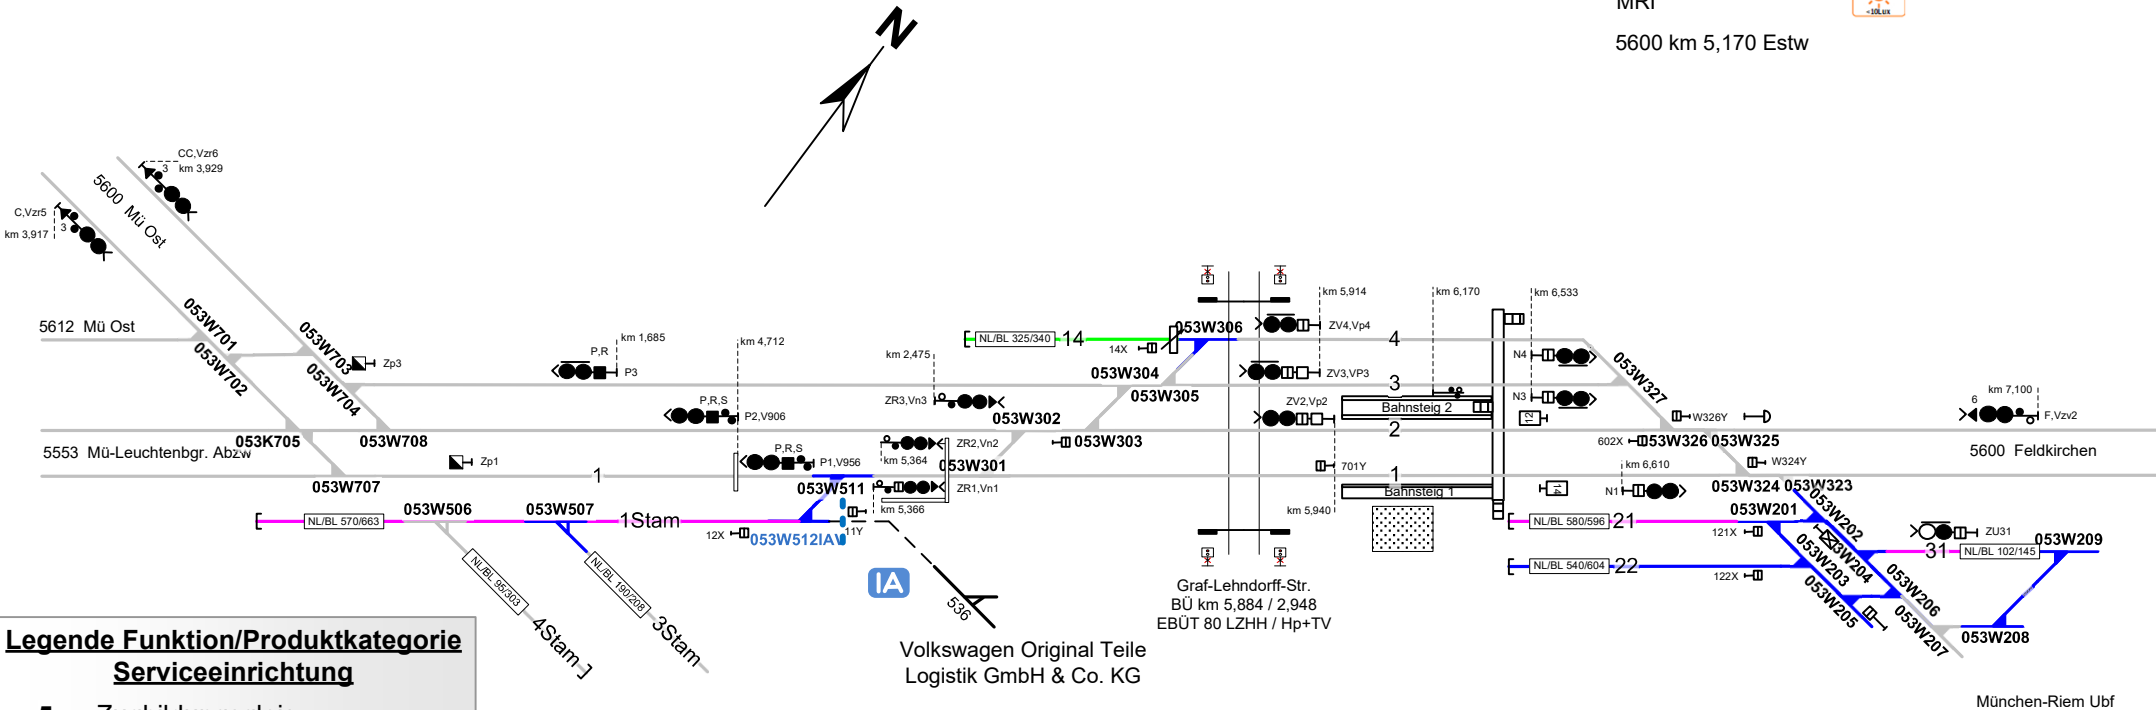 MRI
<10Lux
5600 km 5,170 Estw
N
CC,Vzr6
km 3,929
3
5600 Mü Ost
C,Vzr5
km 3,917
3
053W701
053W702
053W703
053W704
5612 Mü Ost
Zp3
P,R
km 1,685
P3
km 4,712
P,R,S
P2,V906
km 2,475
ZR3,Vn3
NL/BL 325/340
14
14X
053W306
053W304
053W305
053W302
053W303
km 5,914
ZV4,Vp4
ZV3,VP3
ZV2,Vp2
km 6,170
km 6,533
4
3
2
1
Bahnsteig 2
Bahnsteig 1
N4
N3
12
053W327
W326Y
602X
053W326
053W325
km 7,100
6
F,Vzv2
5600 Feldkirchen
053K705
053W708
5553 Mü-Leuchtenbgr. Abzw
Zp1
P,R,S
P1,V956
ZR2,Vn2
km 5,364
053W301
ZR1,Vn1
km 5,366
1
053W707
053W511
701Y
km 5,940
14
km 6,610
N1
W324Y
053W324
053W323
NL/BL 570/663
053W506
053W507
1Stam
12X
053W512IAV
11Y
NL/BL 95/303
4Stam
NL/BL 190/208
3Stam
IA
536
Volkswagen Original Teile
Logistik GmbH & Co. KG
Graf-Lehndorff-Str.
BÜ km 5,884 / 2,948
EBÜT 80 LZHH / Hp+TV
NL/BL 580/596
21
053W201
121X
053W202
NL/BL 540/604
22
122X
053W203
053W205
053W206
053W207
ZU31
31
NL/BL 102/145
053W209
053W208
München-Riem Ubf
Legende Funktion/Produktkategorie
Serviceeinrichtung